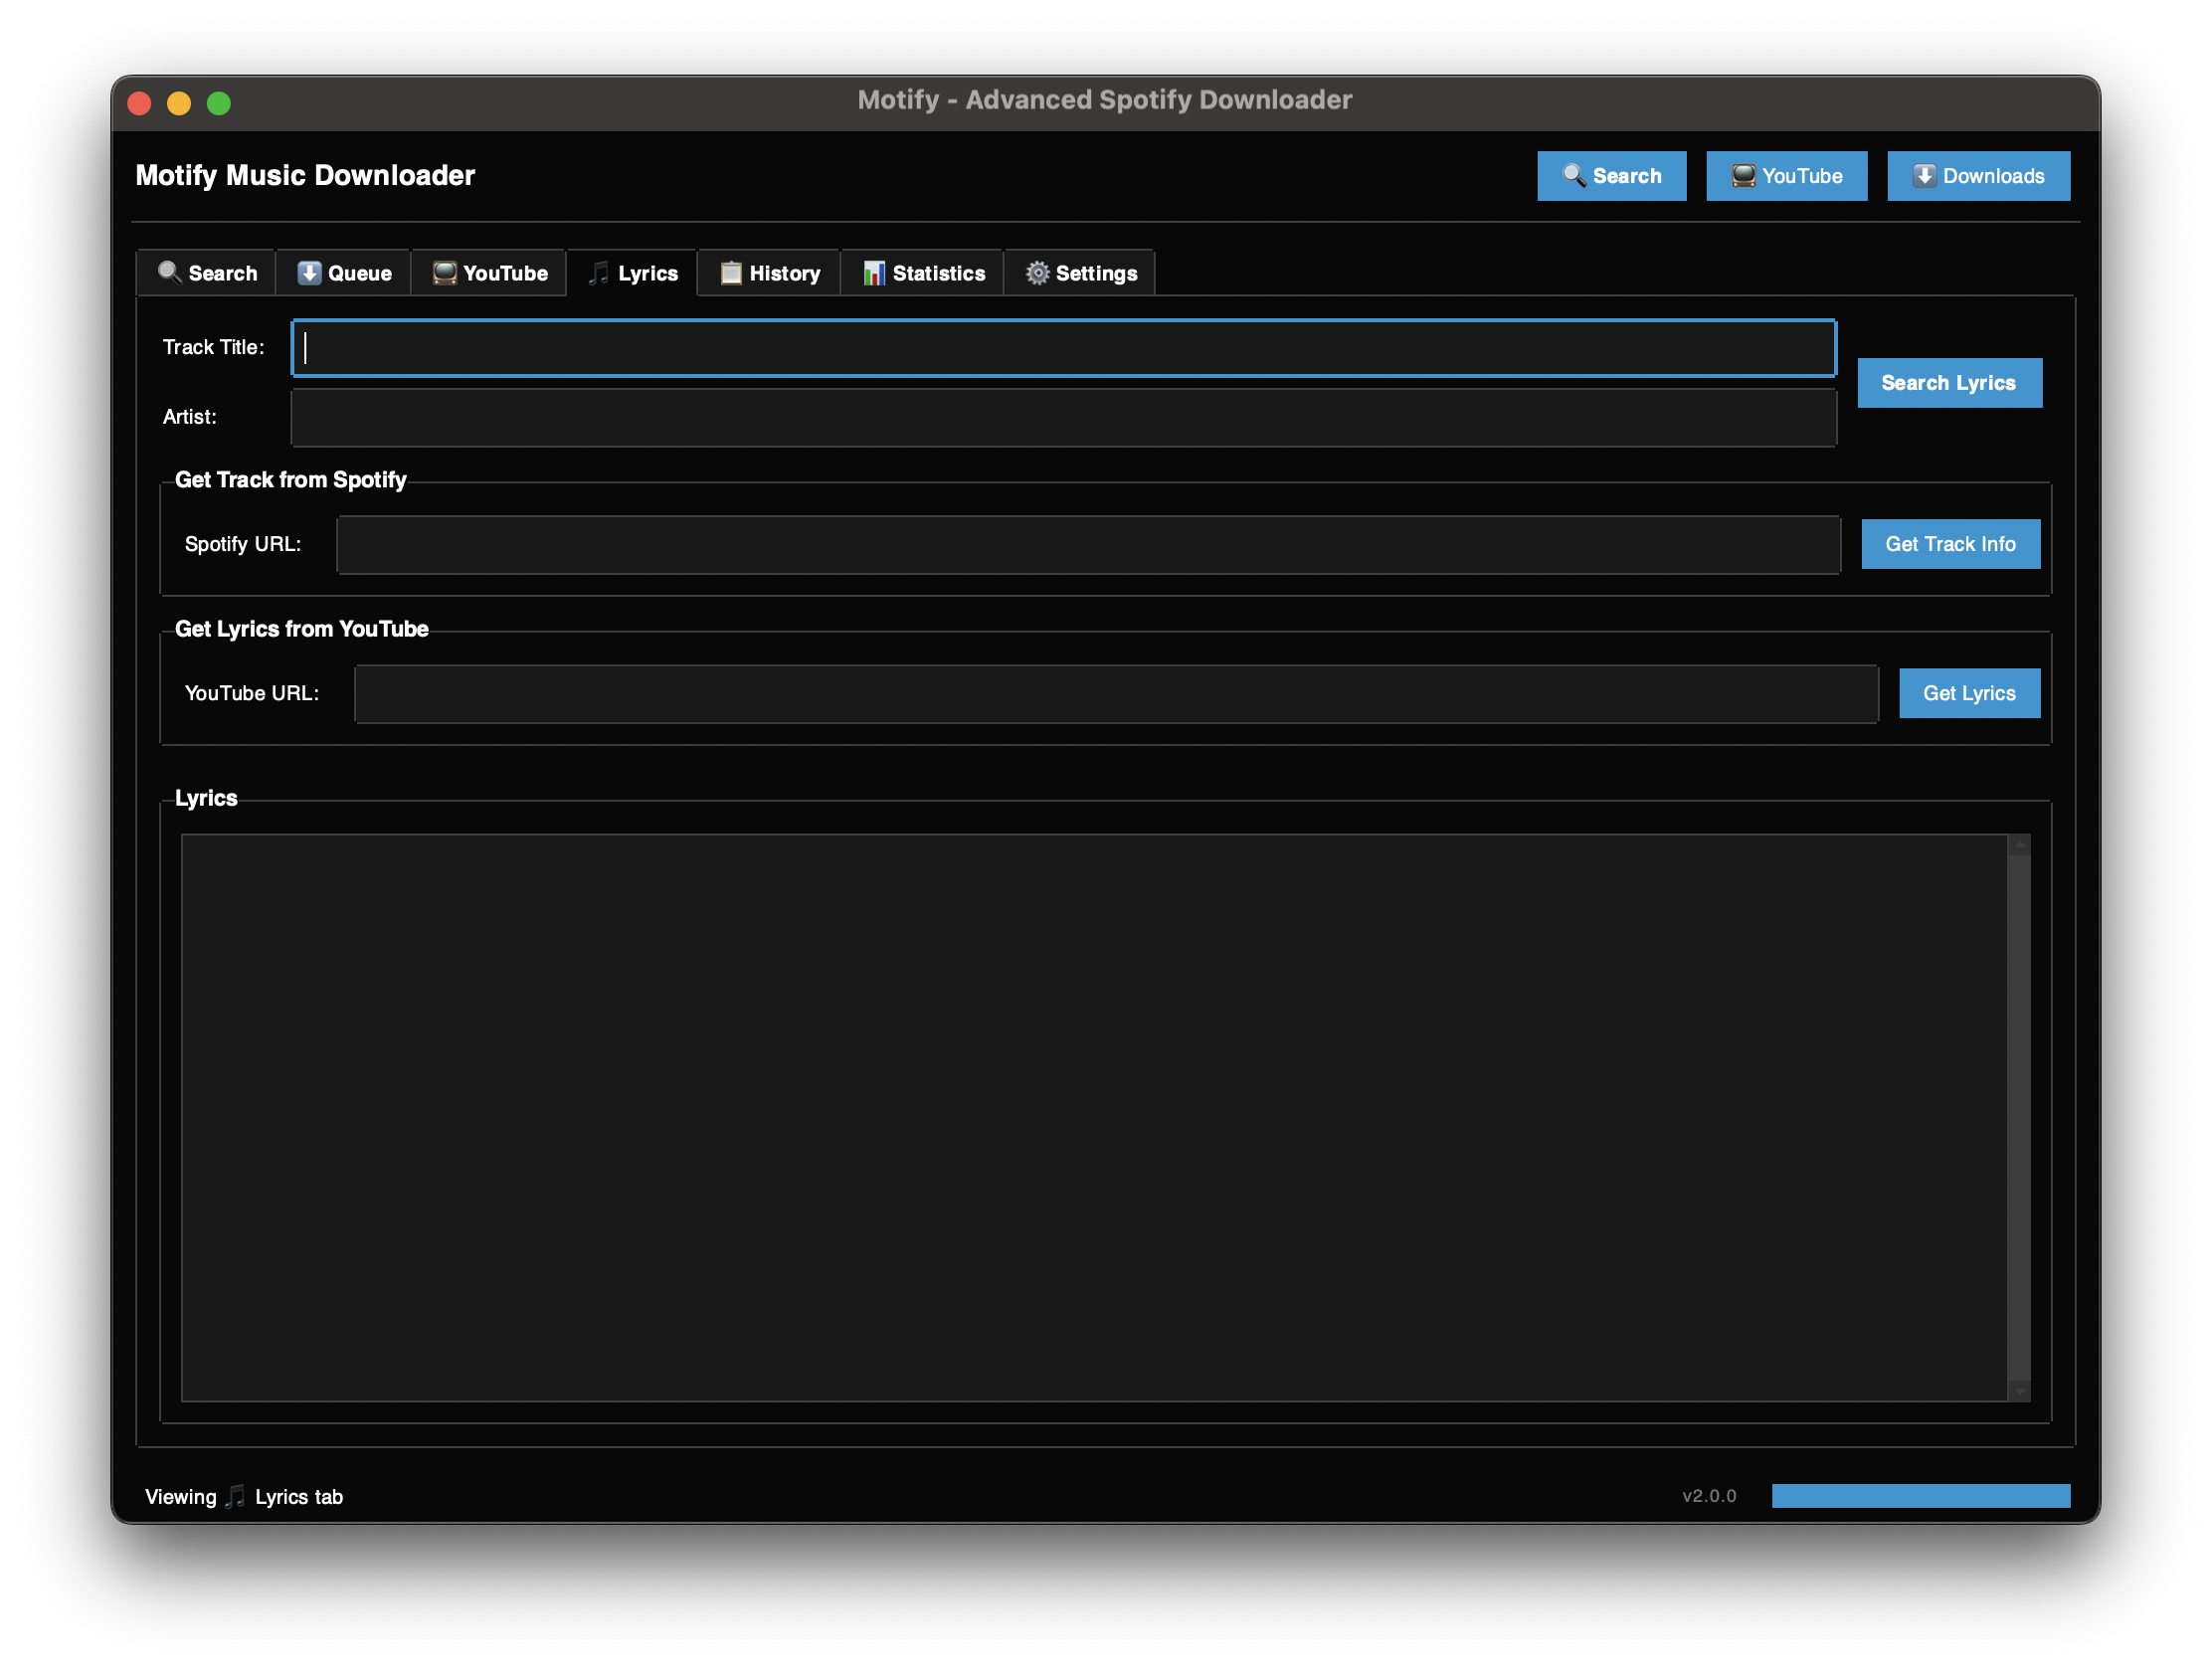 Motify - Advanced Spotify Downloader
Motify Music Downloader
🔍 Search
📺 YouTube
⬇️ Downloads
🔍 Search
⬇️ Queue
📺 YouTube
🎵 Lyrics
📋 History
📊 Statistics
⚙️ Settings
Track Title:
Artist:
Search Lyrics
Get Track from Spotify
Spotify URL:
Get Track Info
Get Lyrics from YouTube
YouTube URL:
Get Lyrics
Lyrics
Viewing 🎵 Lyrics tab
v2.0.0